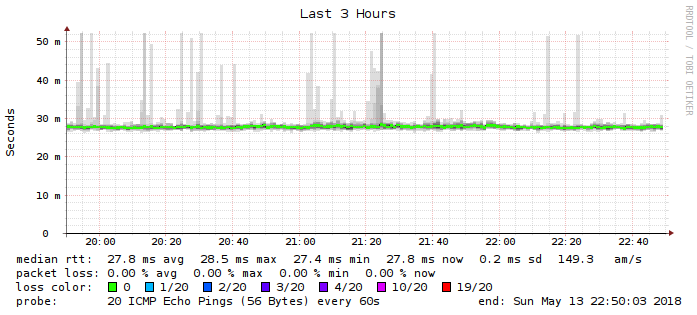 Last 3 Hours
RRDTOOL / TOBI OETIKER
Seconds
50 m
40 m
30 m
20 m
10 m
0
20:00 20:20 20:40 21:00 21:20 21:40 22:00 22:20 22:40
median rtt: 27.8 ms avg 28.5 ms max 27.4 ms min 27.8 ms now 0.2 ms sd 149.3 am/s
packet loss: 0.00 % avg 0.00 % max 0.00 % min 0.00 % now
loss color: 0 1/20 2/20 3/20 4/20 10/20 19/20
probe: 20 ICMP Echo Pings (56 Bytes) every 60s end: Sun May 13 22:50:03 2018